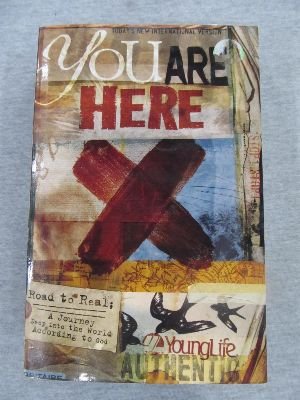 TODAY'S NEW INTERNATIONAL VERSION
YOU ARE
HERE
Road to Real:
A Journey
Step into the World
According to God
YoungLife
AUTHENTIC